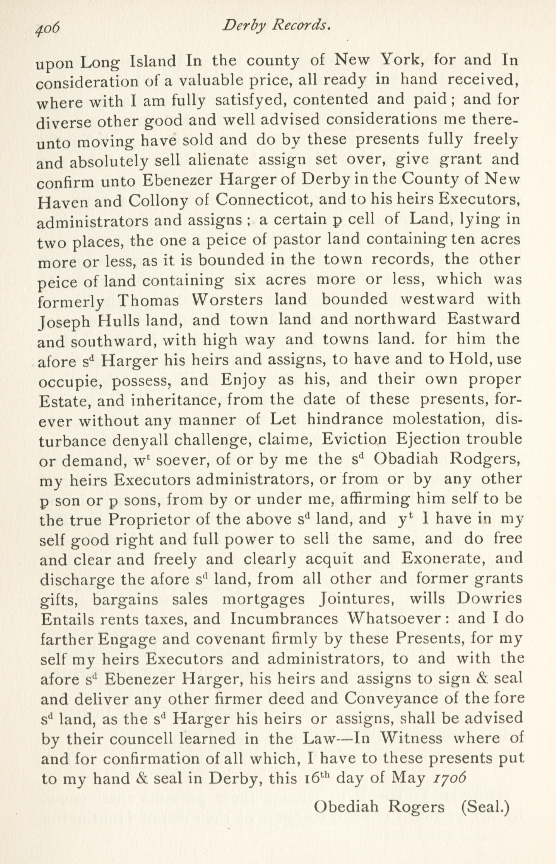 406 Derby Records.
upon Long Island In the county of New York, for and In
consideration of a valuable price, all ready in hand received,
where with I am fully satisfyed, contented and paid; and for
diverse other good and well advised considerations me there-
unto moving have sold and do by these presents fully freely
and absolutely sell alienate assign set over, give grant and
confirm unto Ebenezer Harger of Derby in the County of New
Haven and Collony of Connecticut, and to his heirs Executors,
administrators and assigns; a certain p cell of Land, lying in
two places, the one a peice of pastor land containing ten acres
more or less, as it is bounded in the town records, the other
peice of land containing six acres more or less, which was
formerly Thomas Worsters land bounded westward with
Joseph Hulls land, and town land and northward Eastward
and southward, with high way and towns land. for him the
afore sᵈ Harger his heirs and assigns, to have and to Hold, use
occupie, possess, and Enjoy as his, and their own proper
Estate, and inheritance, from the date of these presents, for-
ever without any manner of Let hindrance molestation, dis-
turbance denyall challenge, claime, Eviction Ejection trouble
or demand, wᵗ soever, of or by me the sᵈ Obadiah Rodgers,
my heirs Executors administrators, or from or by any other
p son or p sons, from by or under me, affirming him self to be
the true Proprietor of the above sᵈ land, and yᵗ I have in my
self good right and full power to sell the same, and do free
and clear and freely and clearly acquit and Exonerate, and
discharge the afore sᵈ land, from all other and former grants
gifts, bargains sales mortgages Jointures, wills Dowries
Entails rents taxes, and Incumbrances Whatsoever: and I do
farther Engage and covenant firmly by these Presents, for my
self my heirs Executors and administrators, to and with the
afore sᵈ Ebenezer Harger, his heirs and assigns to sign & seal
and deliver any other firmer deed and Conveyance of the fore
sᵈ land, as the sᵈ Harger his heirs or assigns, shall be advised
by their councell learned in the Law—In Witness where of
and for confirmation of all which, I have to these presents put
to my hand & seal in Derby, this 16ᵗʰ day of May 1706
Obediah Rogers (Seal.)